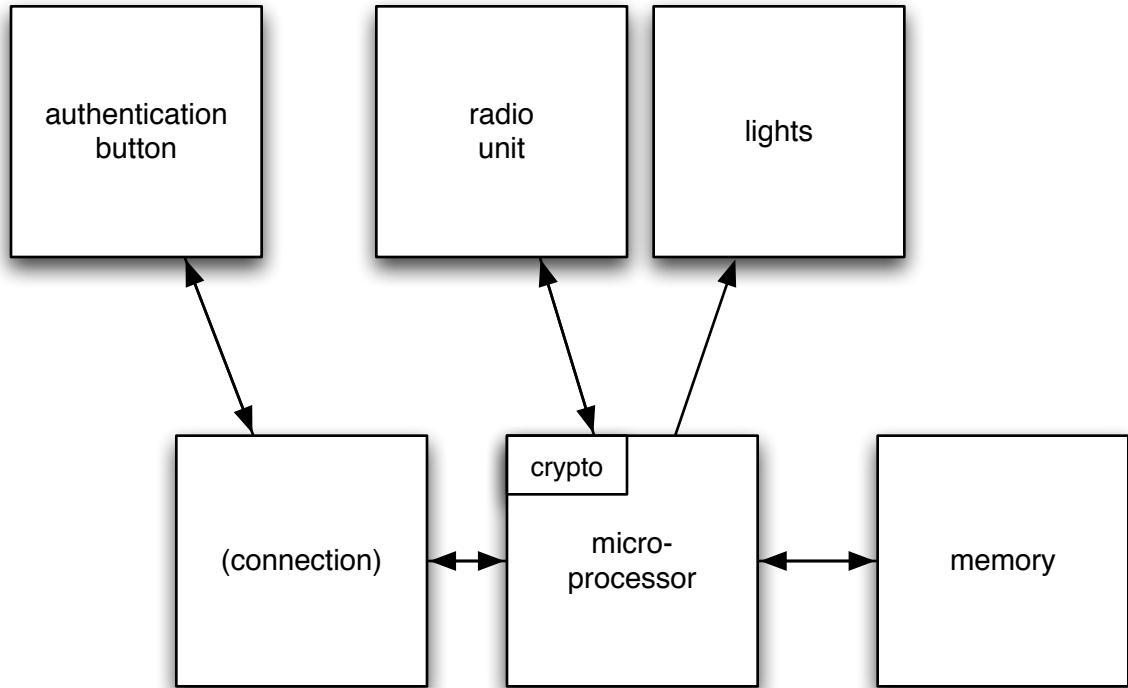 authentication
button
radio
unit
lights
(connection)
crypto
micro-
processor
memory